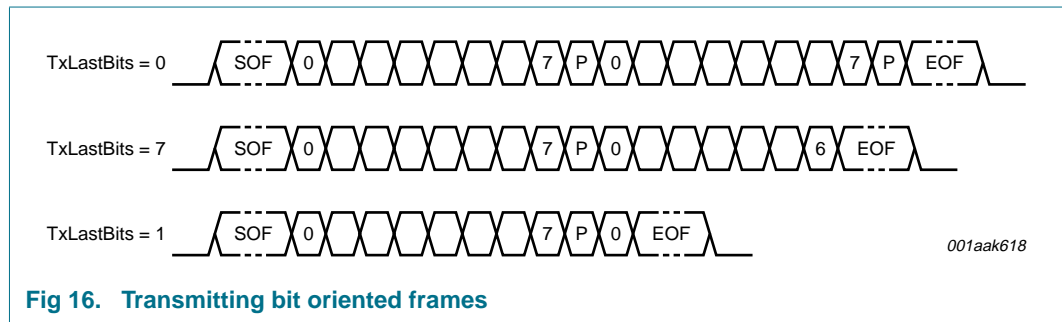 TxLastBits = 0 SOF 0 7 P 0 7 P EOF
TxLastBits = 7 SOF 0 7 P 0 6 EOF
TxLastBits = 1 SOF 0 7 P 0 EOF
001aak618
Fig 16. Transmitting bit oriented frames